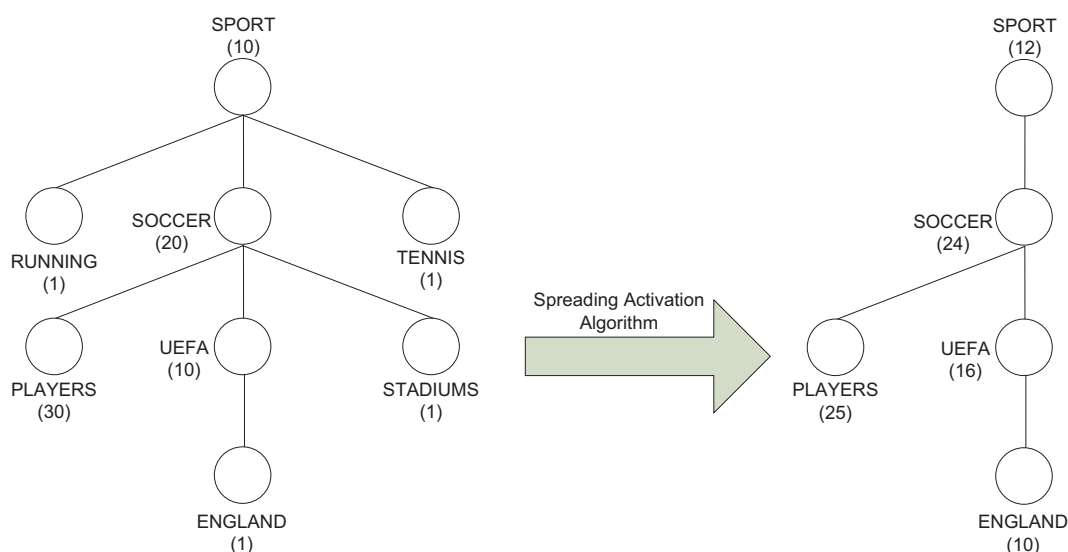 SPORT
(10)
RUNNING
(1)
SOCCER
(20)
TENNIS
(1)
PLAYERS
(30)
UEFA
(10)
STADIUMS
(1)
ENGLAND
(1)
Spreading Activation
Algorithm
SPORT
(12)
SOCCER
(24)
PLAYERS
(25)
UEFA
(16)
ENGLAND
(10)